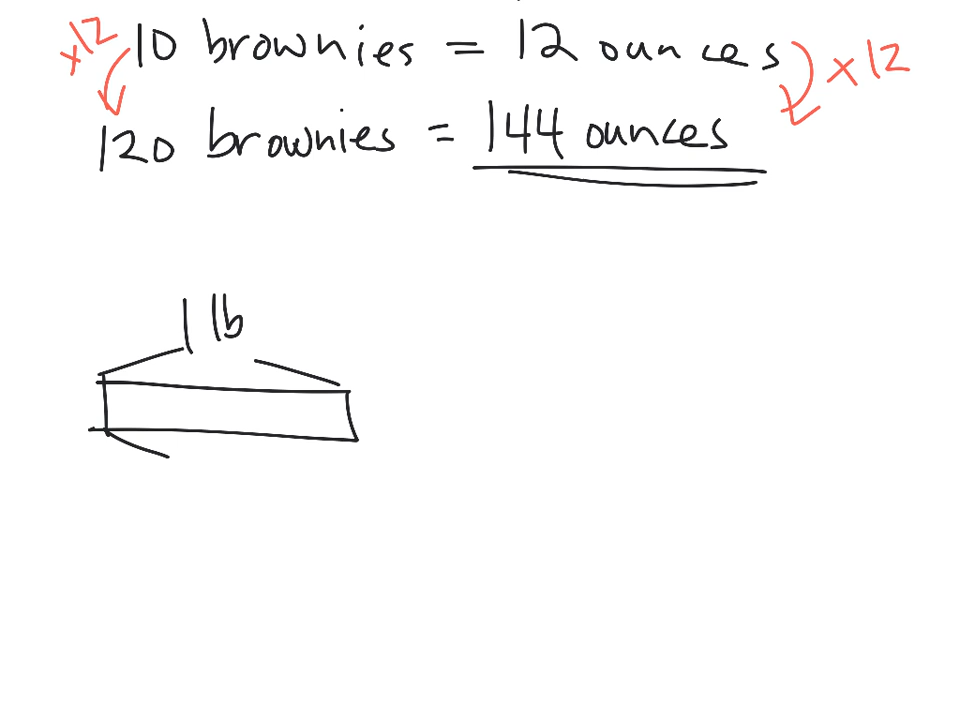 x12 10 brownies = 12 ounces x12
120 brownies = 144 ounces
1 lb